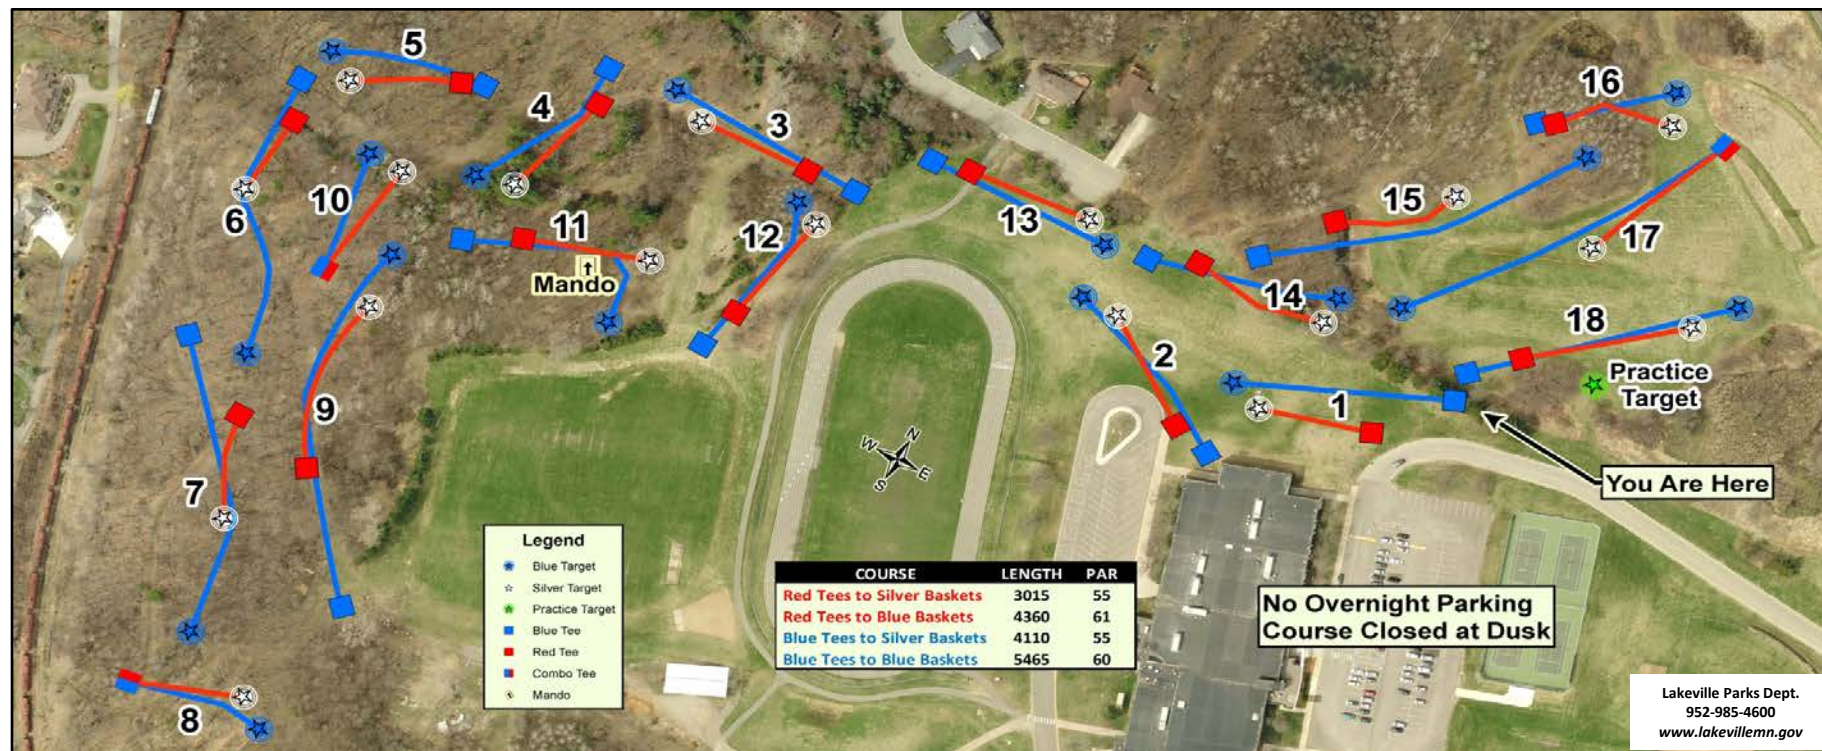 5
16
4
3
6
10
15
11
12
13
17
Mando
14
18
2
Practice
Target
9
1
N
W
E
S
7
You Are Here
Legend
Blue Target
Silver Target
Practice Target
Blue Tee
Red Tee
Combo Tee
Mando
COURSE LENGTH PAR
Red Tees to Silver Baskets 3015 55
Red Tees to Blue Baskets 4360 61
Blue Tees to Silver Baskets 4110 55
Blue Tees to Blue Baskets 5465 60
No Overnight Parking
Course Closed at Dusk
8
Lakeville Parks Dept.
952-985-4600
www.lakevillemn.gov